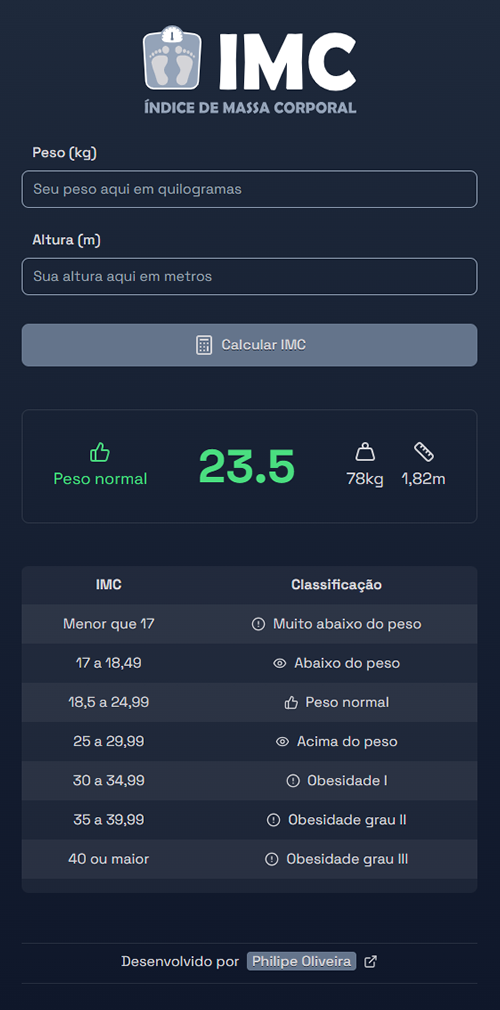 IMC
ÍNDICE DE MASSA CORPORAL
Peso (kg)
Seu peso aqui em quilogramas
Altura (m)
Sua altura aqui em metros
Calcular IMC
Peso normal
23.5
78kg
1,82m
IMC Classificação
Menor que 17 Muito abaixo do peso
17 a 18,49 Abaixo do peso
18,5 a 24,99 Peso normal
25 a 29,99 Acima do peso
30 a 34,99 Obesidade I
35 a 39,99 Obesidade grau II
40 ou maior Obesidade grau III
Desenvolvido por Philipe Oliveira